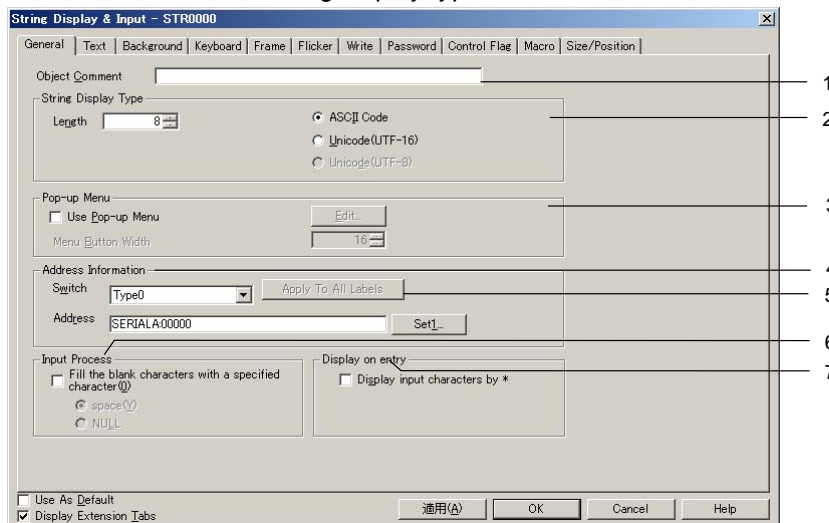 String Display & Input - STR0000
General Text Background Keyboard Frame Flicker Write Password Control Flag Macro Size/Position
Object Comment
1
String Display Type
2
Length 8 ASCII Code
Unicode(UTF-16)
Unicode(UTF-8)
Pop-up Menu
3
Use Pop-up Menu Edit...
Menu Button Width 16
Address Information
4
Switch Type0 Apply To All Labels
5
Address SERIALA:00000 Set1...
6
Input Process Display on entry
7
Fill the blank characters with a specified
character(Q) Display input characters by *
space(Y)
NULL
Use As Default
Display Extension Tabs 適用(A) OK Cancel Help